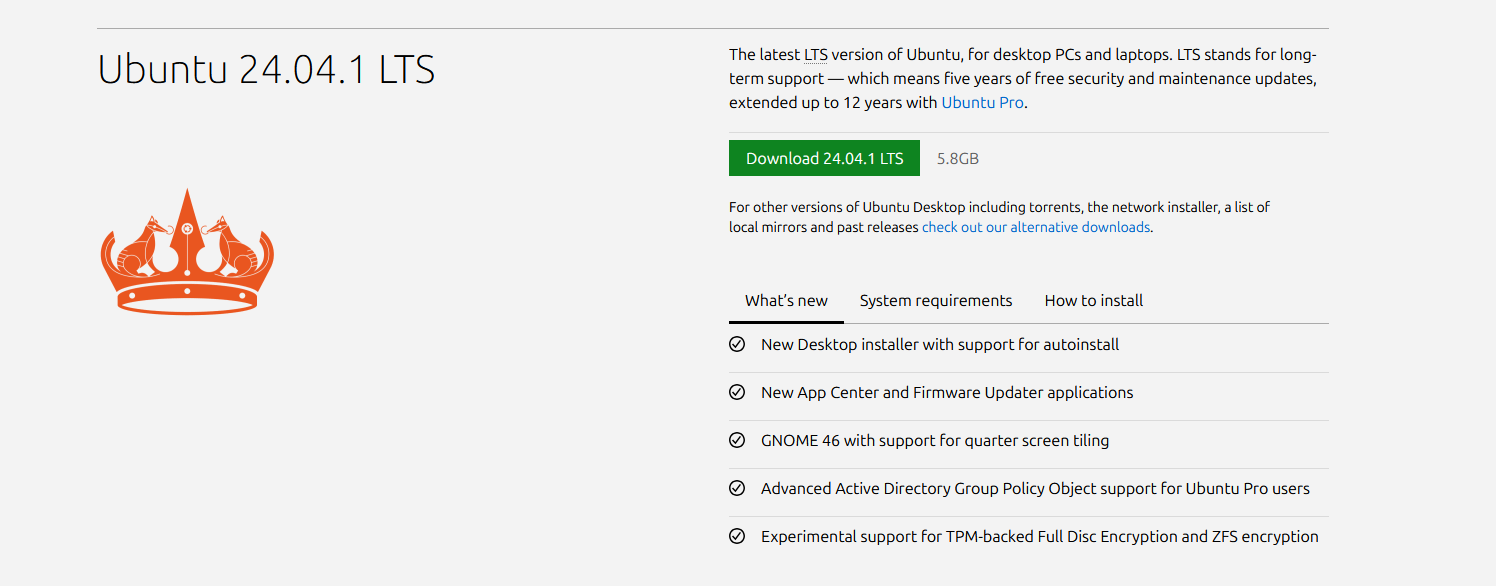 Ubuntu 24.04.1 LTS
The latest LTS version of Ubuntu, for desktop PCs and laptops. LTS stands for long-
term support — which means five years of free security and maintenance updates,
extended up to 12 years with Ubuntu Pro.
Download 24.04.1 LTS 5.8GB
For other versions of Ubuntu Desktop including torrents, the network installer, a list of
local mirrors and past releases check out our alternative downloads.
What's new System requirements How to install
New Desktop installer with support for autoinstall
New App Center and Firmware Updater applications
GNOME 46 with support for quarter screen tiling
Advanced Active Directory Group Policy Object support for Ubuntu Pro users
Experimental support for TPM-backed Full Disc Encryption and ZFS encryption